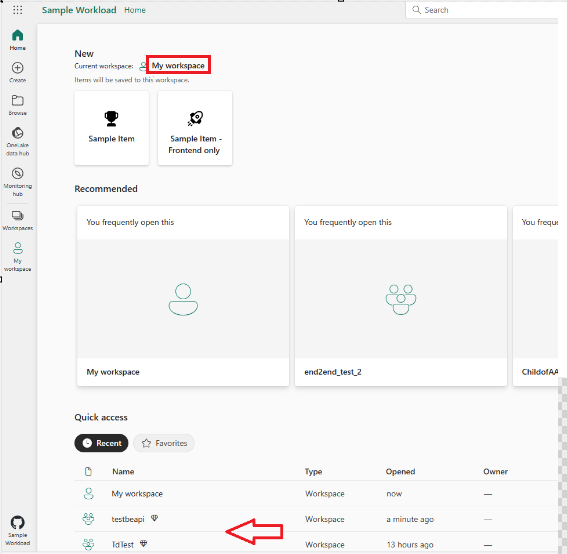 Sample Workload Home
Search
Home
Create
Browse
OneLake
data hub
Monitoring
hub
Workspaces
My
workspace
Sample
Workload
New
Current workspace: My workspace
Items will be saved to this workspace.
Sample Item
Sample Item -
Frontend only
Recommended
You frequently open this
My workspace
You frequently open this
end2end_test_2
You freque
ChildofAA
Quick access
Recent
Favorites
Name Type Opened Owner
My workspace Workspace now —
testbeapi Workspace a minute ago —
TdTest Workspace 13 hours ago —